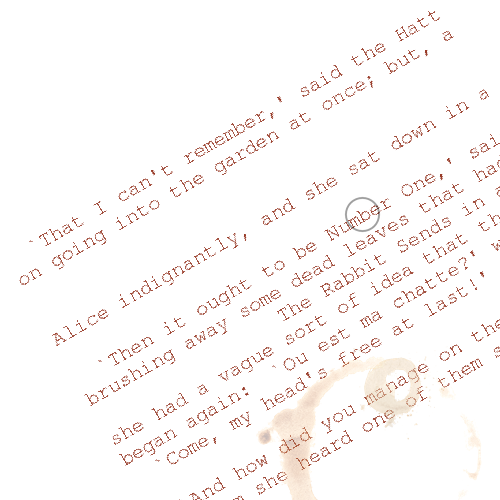 `That I can't remember,' said the Hatt
on going into the garden at once; but, a
Alice indignantly, and she sat down in a
`Then it ought to be Number one,' sai
brushing away some dead leaves that had
The Rabbit Sends in a
she had a vague sort of idea that th
began again: `Ou est ma chatte?' w
`Come, my head's free at last!'
`And how did you manage on the
she heard one of them s